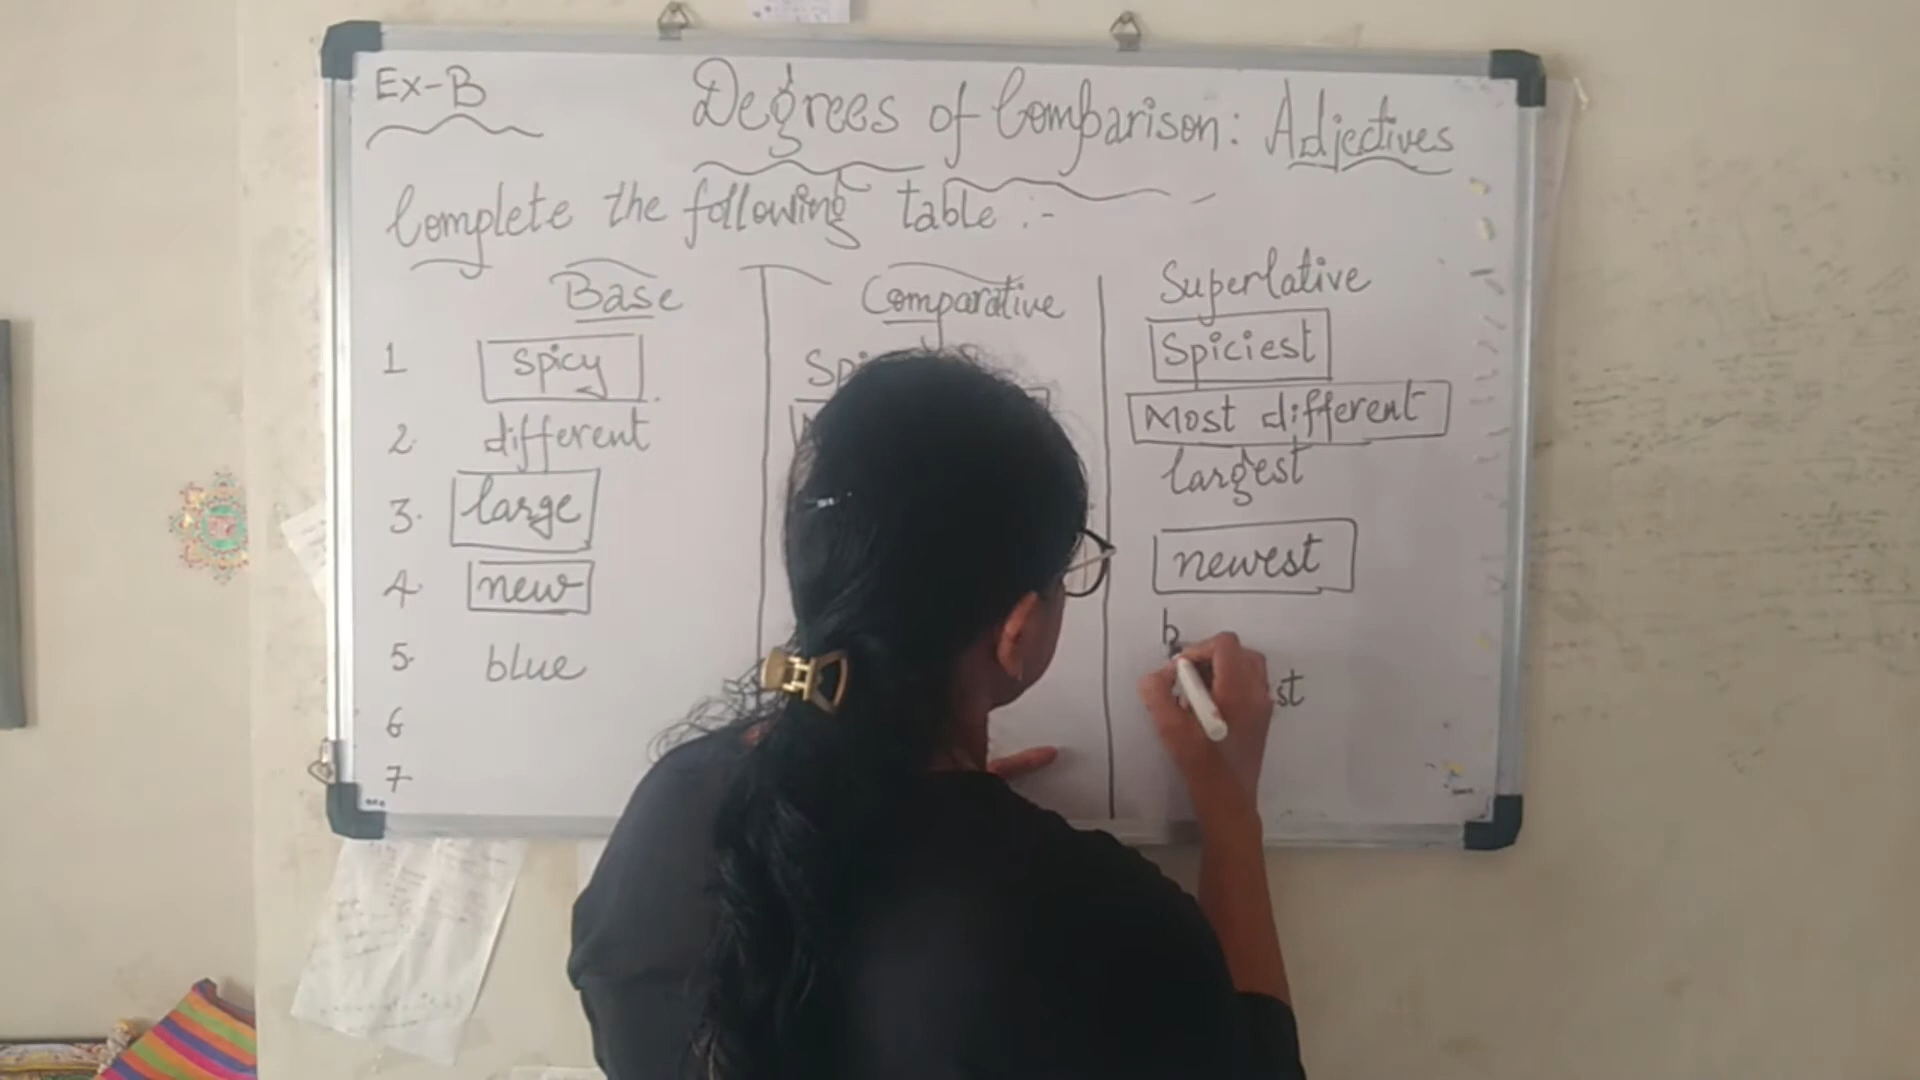 Ex-B Degrees of Comparison: Adjectives
Complete the following table :-
Base Comparative Superlative
1 Spicy Spiciest
2. different Most different
3. large largest
4. new newest
5. blue b
6
7